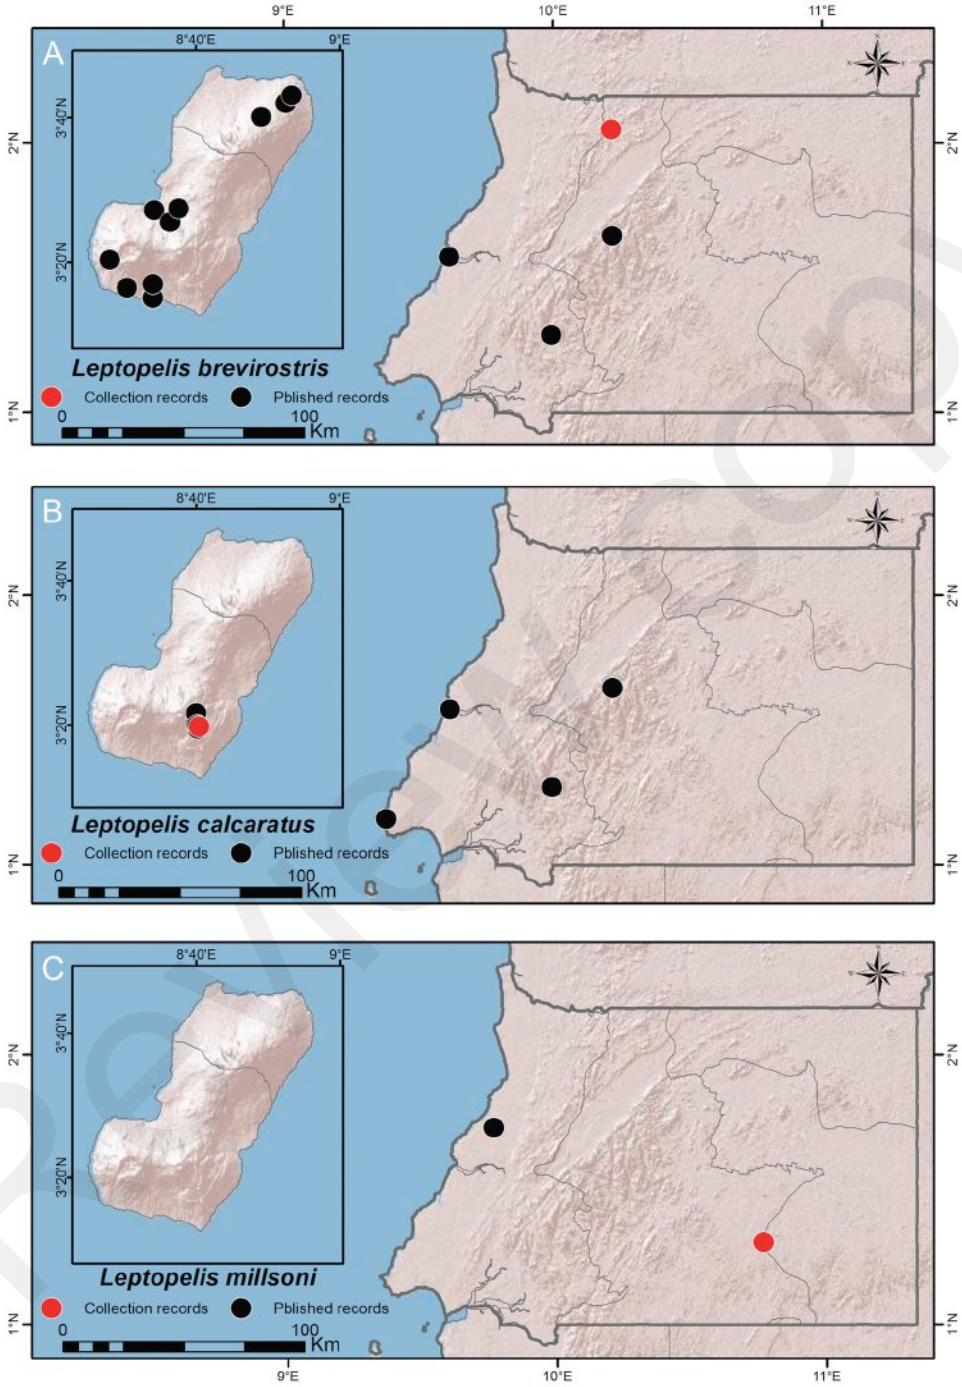 9°E 10°E 11°E
A
8°40'E 9°E
3°40'N
3°20'N
2°N 2°N
1°N 1°N
N
W E
S
Leptopelis brevirostris
Collection records Pblished records
0 100
Km
B
8°40'E 9°E
3°40'N
3°20'N
2°N 2°N
1°N 1°N
N
W E
S
Leptopelis calcaratus
Collection records Pblished records
0 100
Km
C
8°40'E 9°E
3°40'N
3°20'N
2°N 2°N
1°N 1°N
N
W E
S
Leptopelis millsoni
Collection records Pblished records
0 100
Km
9°E 10°E 11°E
Review copy